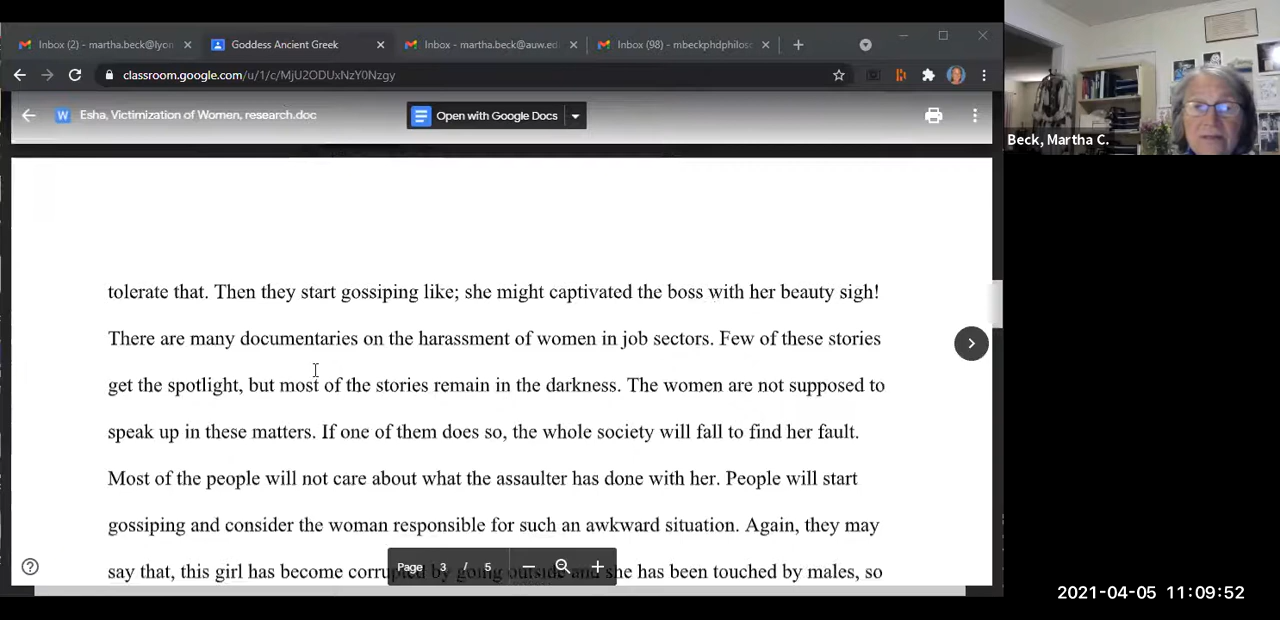 Inbox (2) - martha.beck@lyon
Goddess Ancient Greek
Inbox - martha.beck@auw.ed
Inbox (98) - mbeckphdphilos
classroom.google.com/u/1/c/MjU2ODUxNzY0Nzgy
Esha, Victimization of Women, research.doc
Open with Google Docs
Beck, Martha C.
tolerate that. Then they start gossiping like; she might captivated the boss with her beauty sigh!
There are many documentaries on the harassment of women in job sectors. Few of these stories
get the spotlight, but most of the stories remain in the darkness. The women are not supposed to
speak up in these matters. If one of them does so, the whole society will fall to find her fault.
Most of the people will not care about what the assaulter has done with her. People will start
gossiping and consider the woman responsible for such an awkward situation. Again, they may
say that, this girl has become corrupted by going outside and she has been touched by males, so
Page 3 / 5
2021-04-05 11:09:52